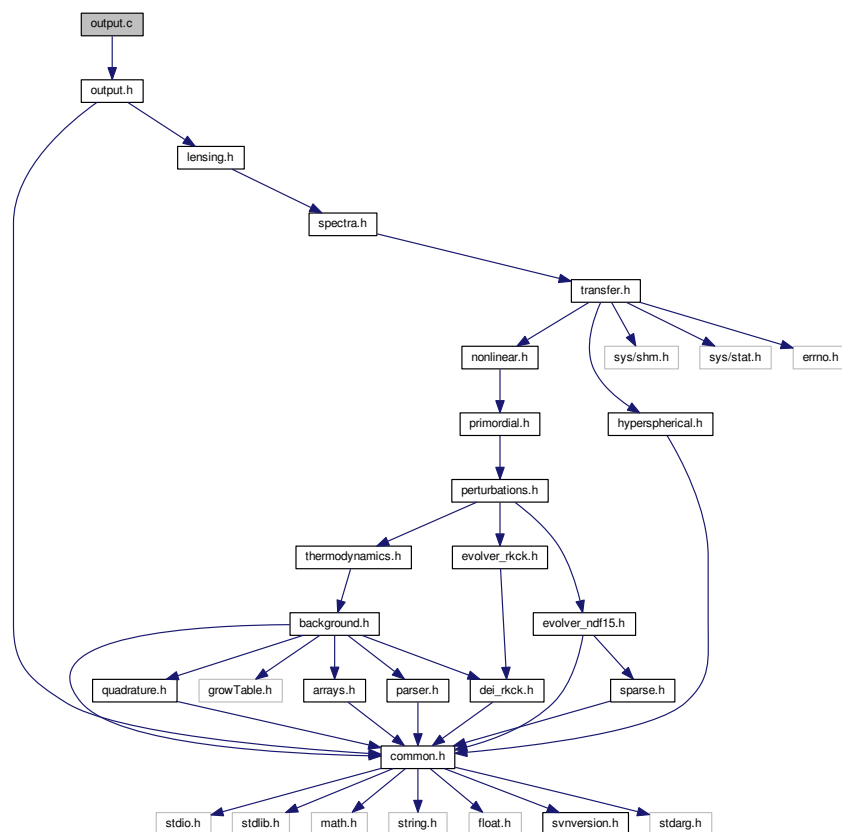 output.c
output.h
lensing.h
spectra.h
transfer.h
nonlinear.h
sys/shm.h
sys/stat.h
errno.h
primordial.h
hyperspherical.h
perturbations.h
thermodynamics.h
evolver_rkck.h
background.h
evolver_ndf15.h
quadrature.h
growTable.h
arrays.h
parser.h
dei_rkck.h
sparse.h
common.h
stdio.h
stdlib.h
math.h
string.h
float.h
svnversion.h
stdarg.h